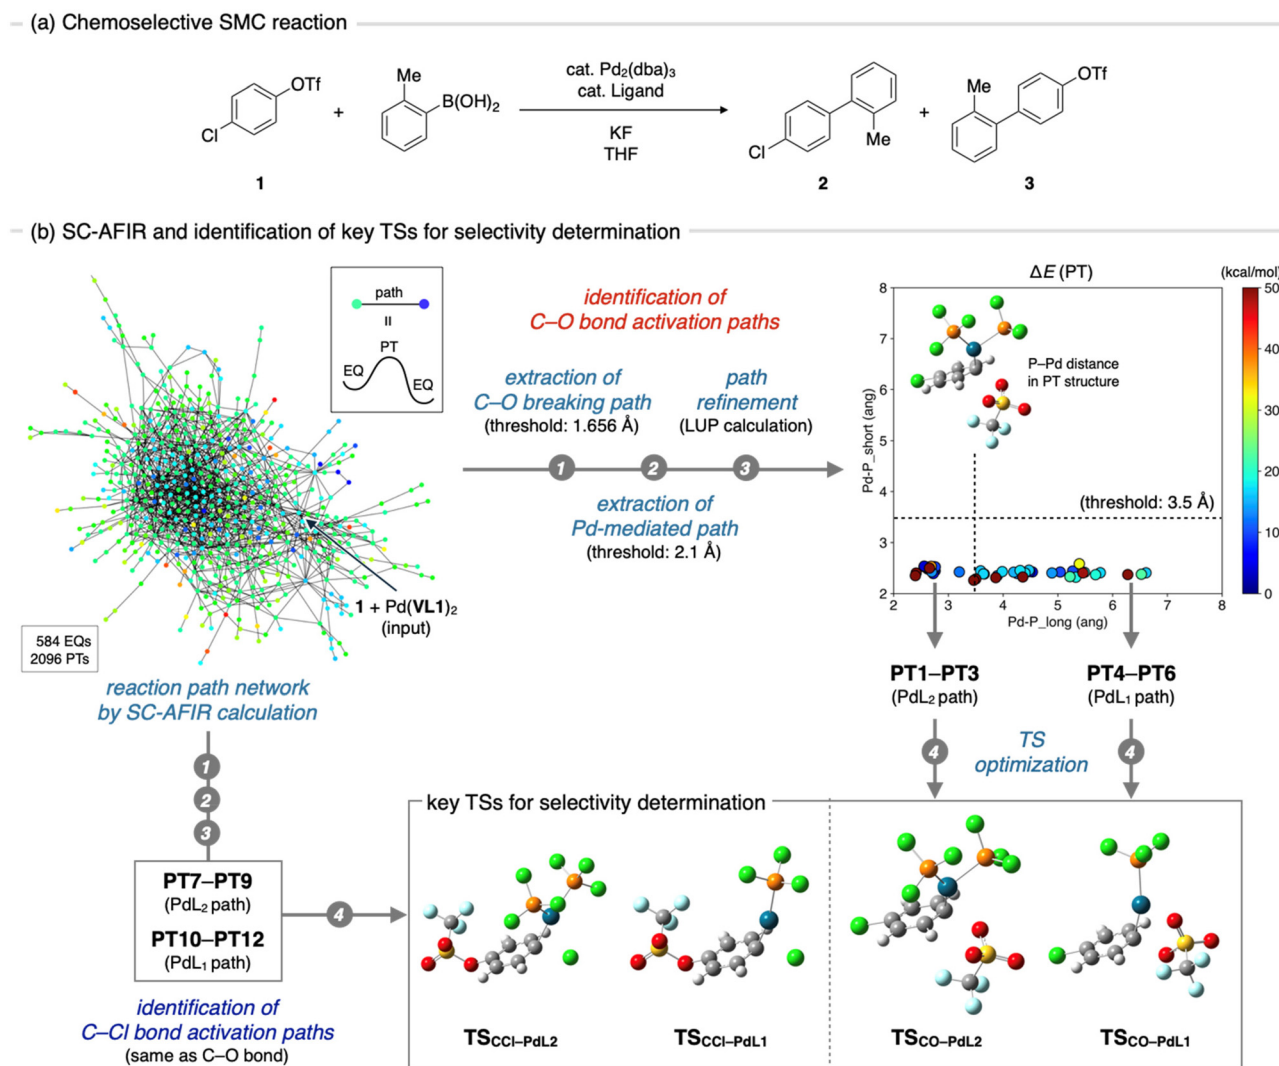 (a) Chemoselective SMC reaction
OTf
Cl
1
+
Me
B(OH)₂
cat. Pd₂(dba)₃
cat. Ligand
KF
THF
Cl
Me
2
+
Me
OTf
3
(b) SC-AFIR and identification of key TSs for selectivity determination
path
=
PT
EQ
EQ
1 + Pd(VL1)₂
(input)
584 EQs
2096 PTs
reaction path network
by SC-AFIR calculation
identification of
C–O bond activation paths
extraction of
C–O breaking path
(threshold: 1.656 Å)
path
refinement
(LUP calculation)
1
2
3
extraction of
Pd-mediated path
(threshold: 2.1 Å)
ΔE (PT)
(kcal/mol)
P–Pd distance
in PT structure
(threshold: 3.5 Å)
Pd-P_short (ang)
8
7
6
5
4
3
2
2 3 4 5 6 7 8
Pd-P_long (ang)
50
40
30
20
10
0
PT1–PT3
(PdL₂ path)
PT4–PT6
(PdL₁ path)
4
TS
optimization
4
1
2
3
PT7–PT9
(PdL₂ path)
PT10–PT12
(PdL₁ path)
4
identification of
C–Cl bond activation paths
(same as C–O bond)
key TSs for selectivity determination
TSCCl–PdL2
TSCCl–PdL1
TSCO–PdL2
TSCO–PdL1